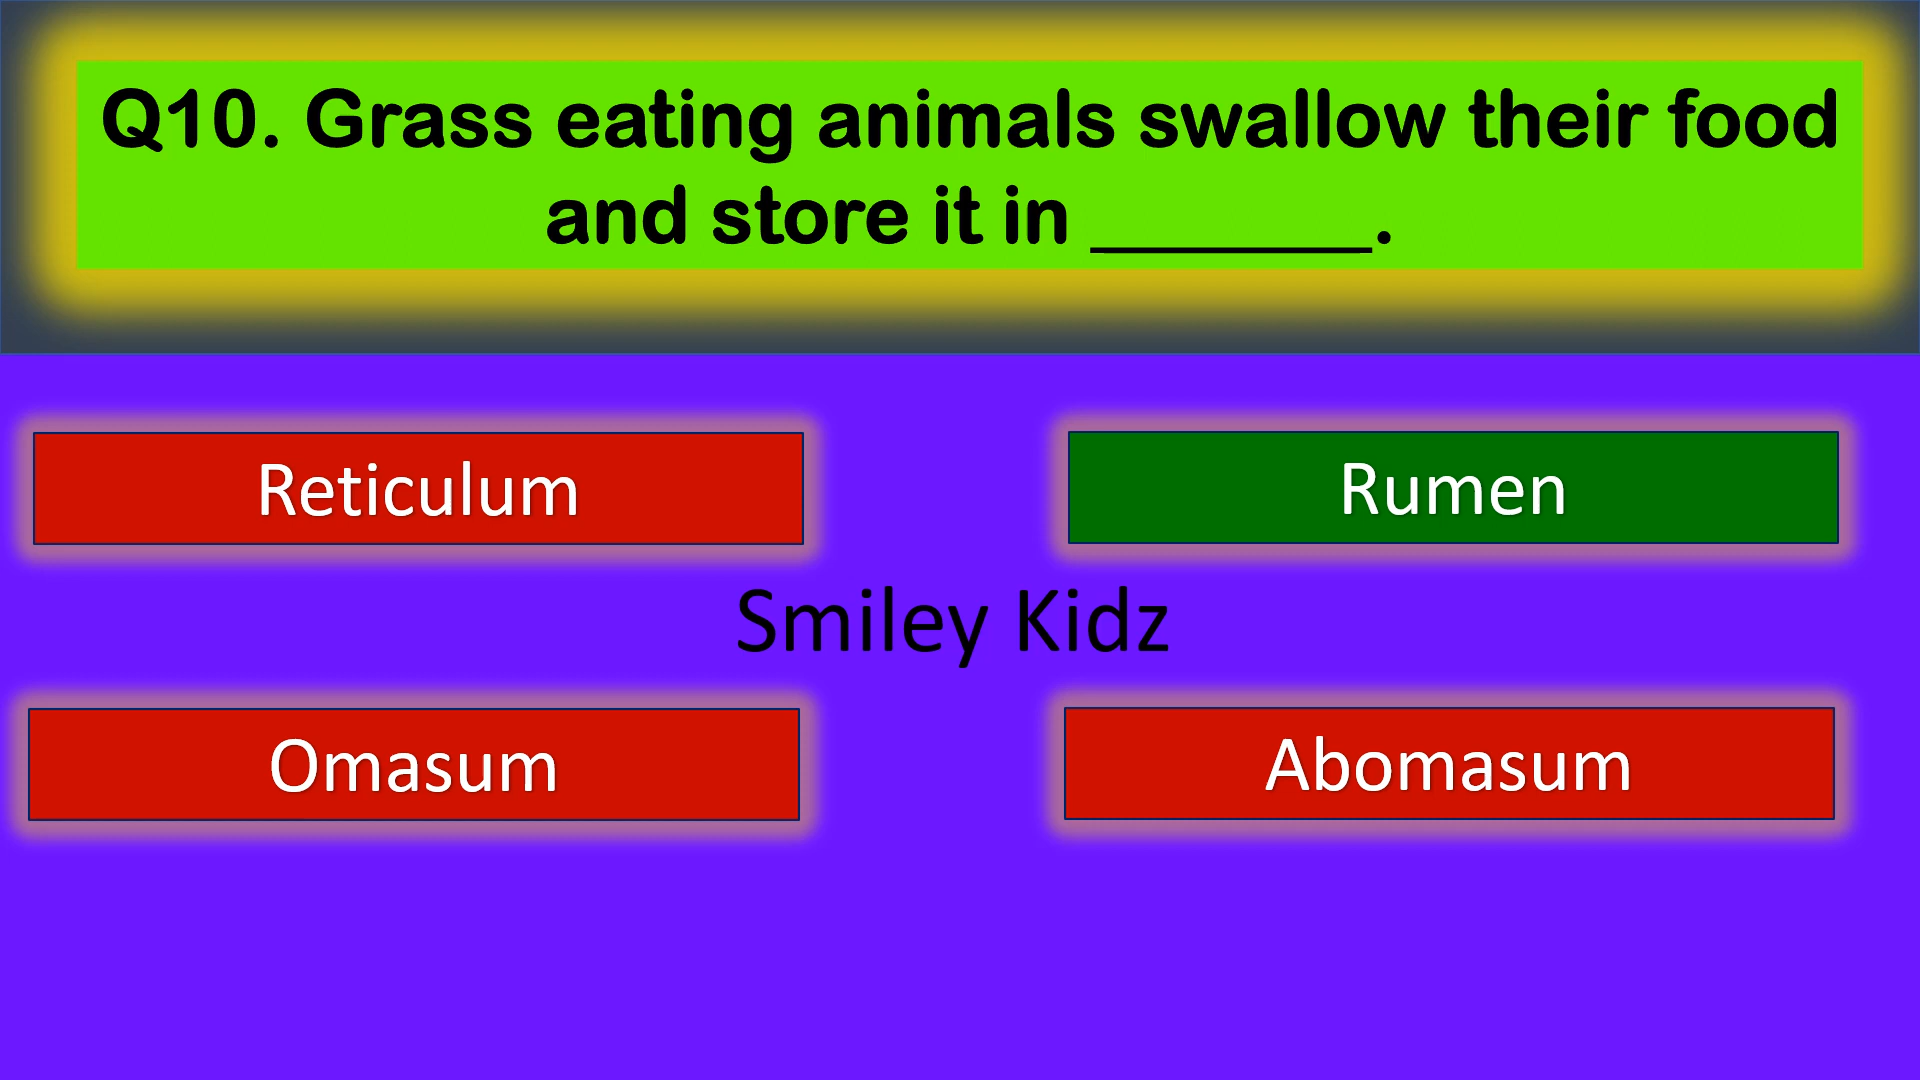 Q10. Grass eating animals swallow their food
and store it in _______.
Reticulum
Rumen
Smiley Kidz
Omasum
Abomasum